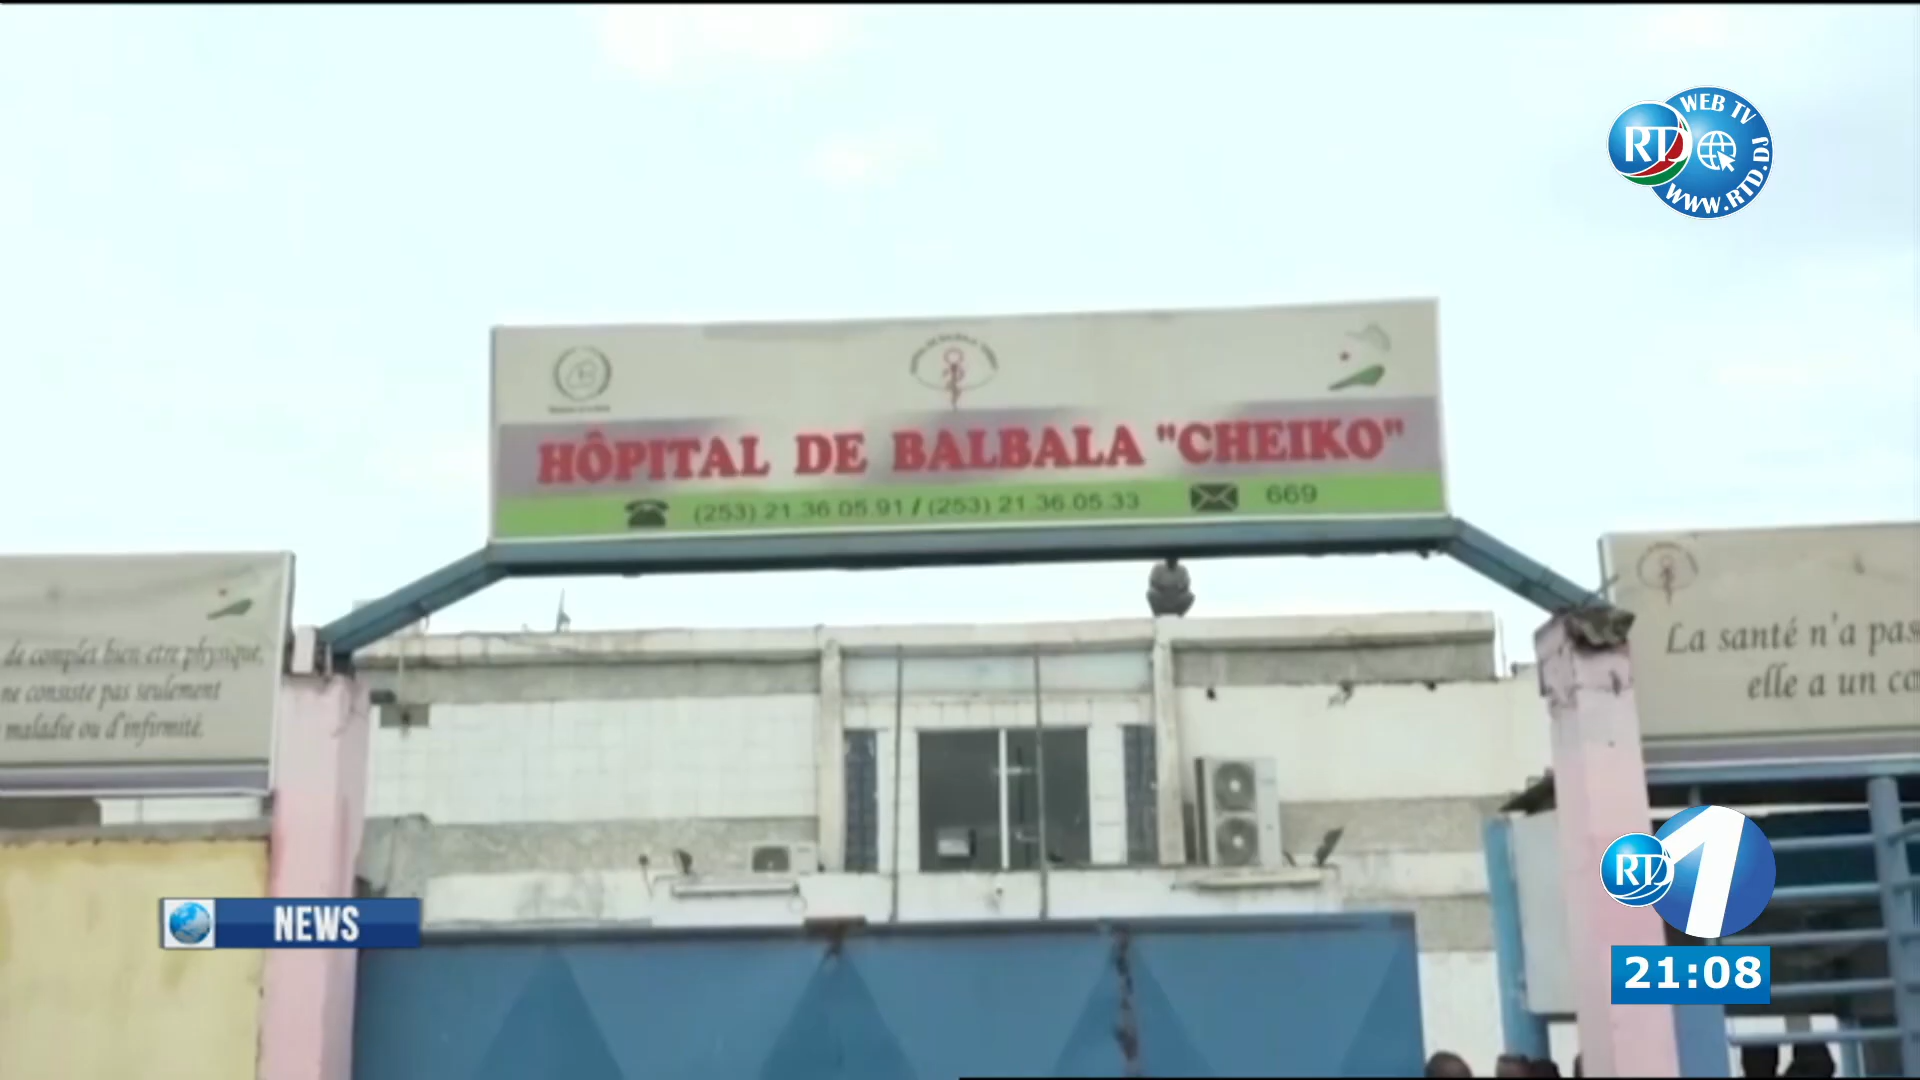 WEB TV
RTD
WWW.RTD.DJ
HÔPITAL DE BALBALA "CHEIKO"
(253) 21.36 05.91 / (253) 21.36.05.33 669
de complet bien etre physique,
ne consiste pas seulement
maladie ou d'infirmité.
La santé n'a pas
elle a un
NEWS
RTD 1
21:08